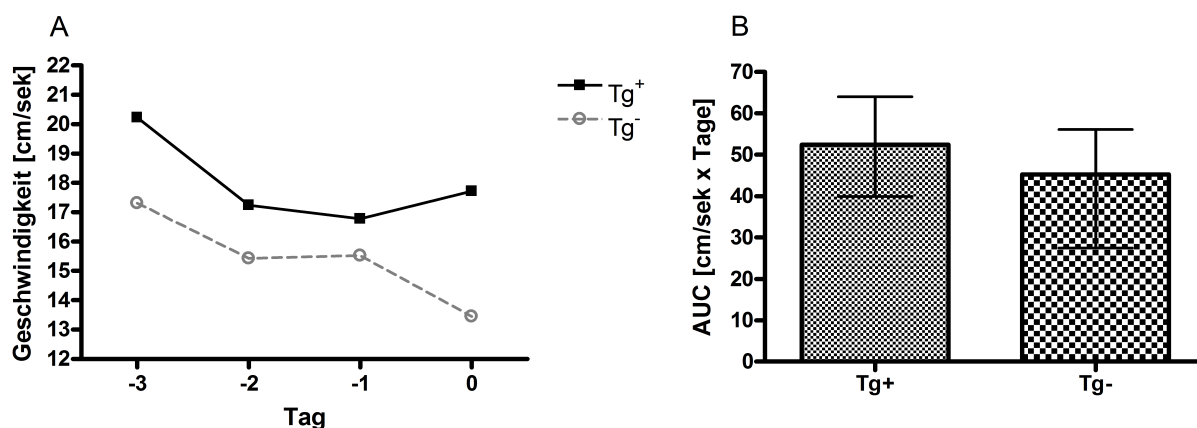 A
Geschwindigkeit [cm/sek]
22
21
20
19
18
17
16
15
14
13
12
-3
-2
-1
0
Tag
Tg+
Tg-
B
AUC [cm/sek x Tage]
70
60
50
40
30
20
10
0
Tg+
Tg-